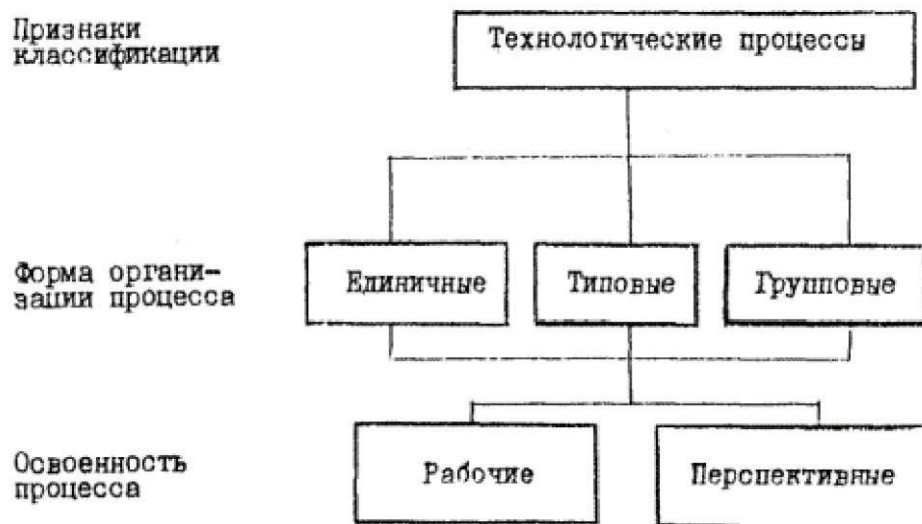 Признаки
классификации
Технологические процессы
Форма органи-
зации процесса
Единичные
Типовые
Групповые
Освоенность
процесса
Рабочие
Перспективные